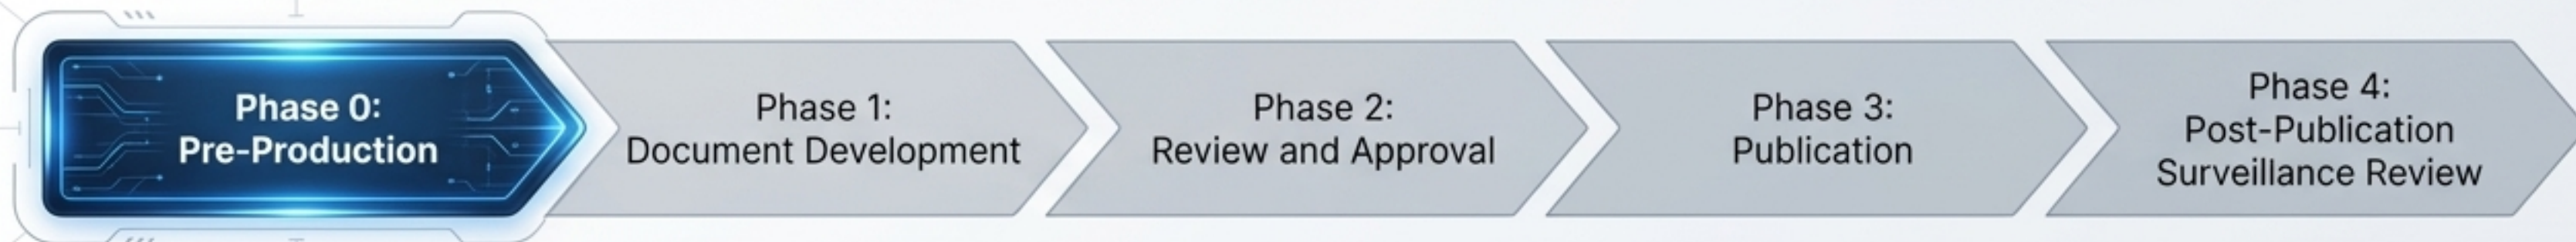 Phase 0:
Pre-Production
Phase 1:
Document Development
Phase 2:
Review and Approval
Phase 3:
Publication
Phase 4:
Post-Publication
Surveillance Review